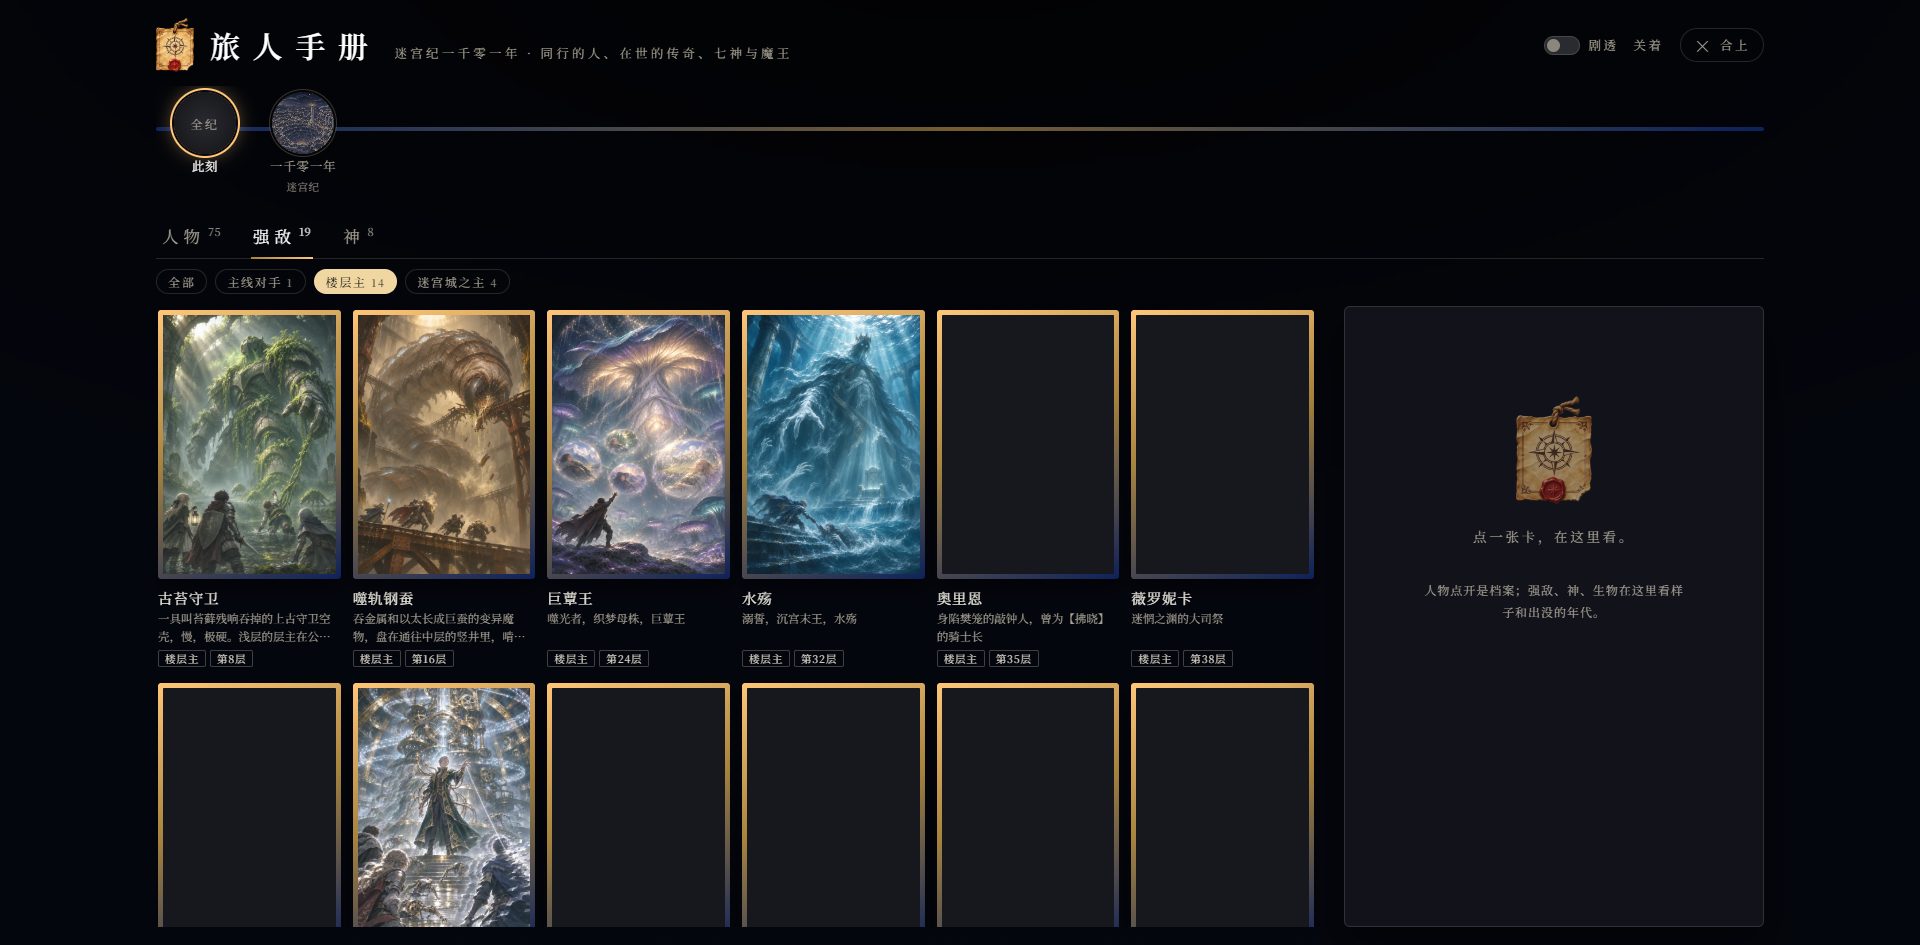 旅人手册
迷宫纪一千零一年 · 同行的人、在世的传奇、七神与魔王
剧透 关着
合上
全纪
此刻
一千零一年
迷宫纪
人物 75
强敌 19
神 8
全部
主线对手 1
楼层主 14
迷宫城之主 4
古苔守卫
一具叫苔藓残响吞掉的上古守卫空
壳，慢，极硬。浅层的层主在公…
楼层主 第8层
噬轨钢蚕
吞金属和以太长成巨蚕的变异魔
物，盘在通往中层的竖井里，啃…
楼层主 第16层
巨蕈王
噬光者，织梦母株，巨蕈王
楼层主 第24层
水殇
溺誓，沉宫末王，水殇
楼层主 第32层
奥里恩
身陷樊笼的敲钟人，曾为【拂晓】
的骑士长
楼层主 第35层
薇罗妮卡
迷惘之渊的大司祭
楼层主 第38层
点一张卡，在这里看。
人物点开是档案；强敌、神、生物在这里看样
子和出没的年代。